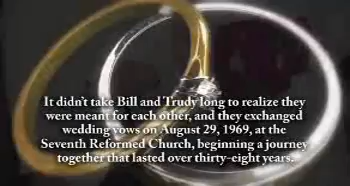 It didn't take Bill and Trudy long to realize they
were meant for each other, and they exchanged
wedding vows on August 29, 1969, at the
Seventh Reformed Church, beginning a journey
together that lasted over thirty-eight years.